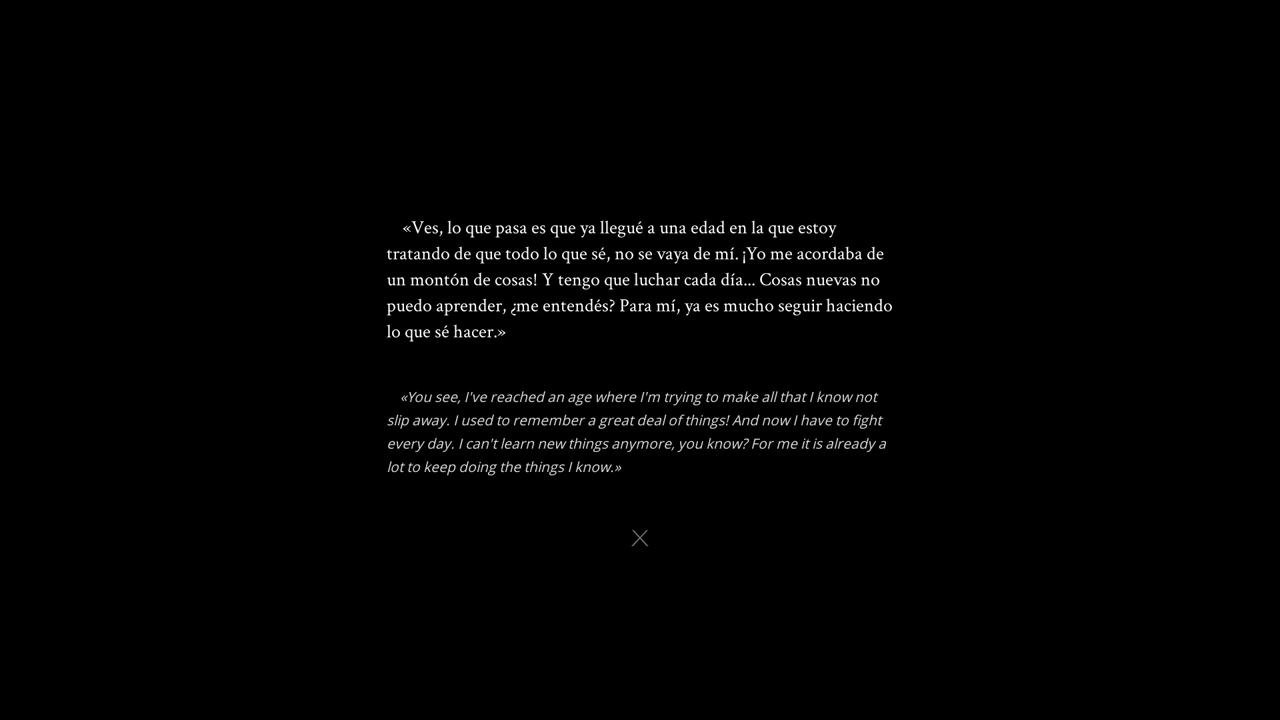 «Ves, lo que pasa es que ya llegué a una edad en la que estoy
tratando de que todo lo que sé, no se vaya de mí. ¡Yo me acordaba de
un montón de cosas! Y tengo que luchar cada día... Cosas nuevas no
puedo aprender, ¿me entendés? Para mí, ya es mucho seguir haciendo
lo que sé hacer.»
«You see, I've reached an age where I'm trying to make all that I know not
slip away. I used to remember a great deal of things! And now I have to fight
every day. I can't learn new things anymore, you know? For me it is already a
lot to keep doing the things I know.»